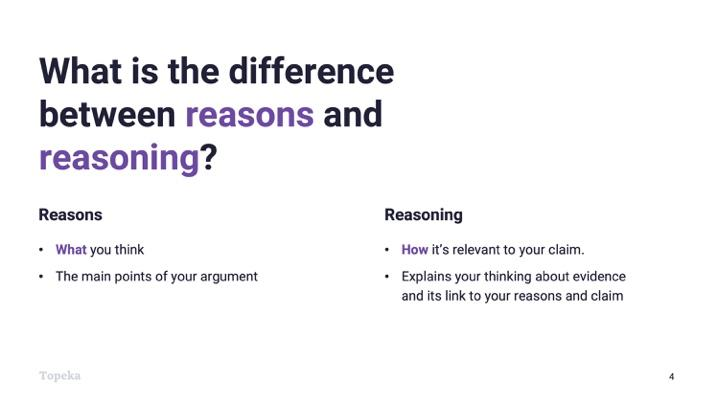 What is the difference
between reasons and
reasoning?
Reasons
• What you think
• The main points of your argument
Reasoning
• How it’s relevant to your claim.
• Explains your thinking about evidence
and its link to your reasons and claim
Topeka
4